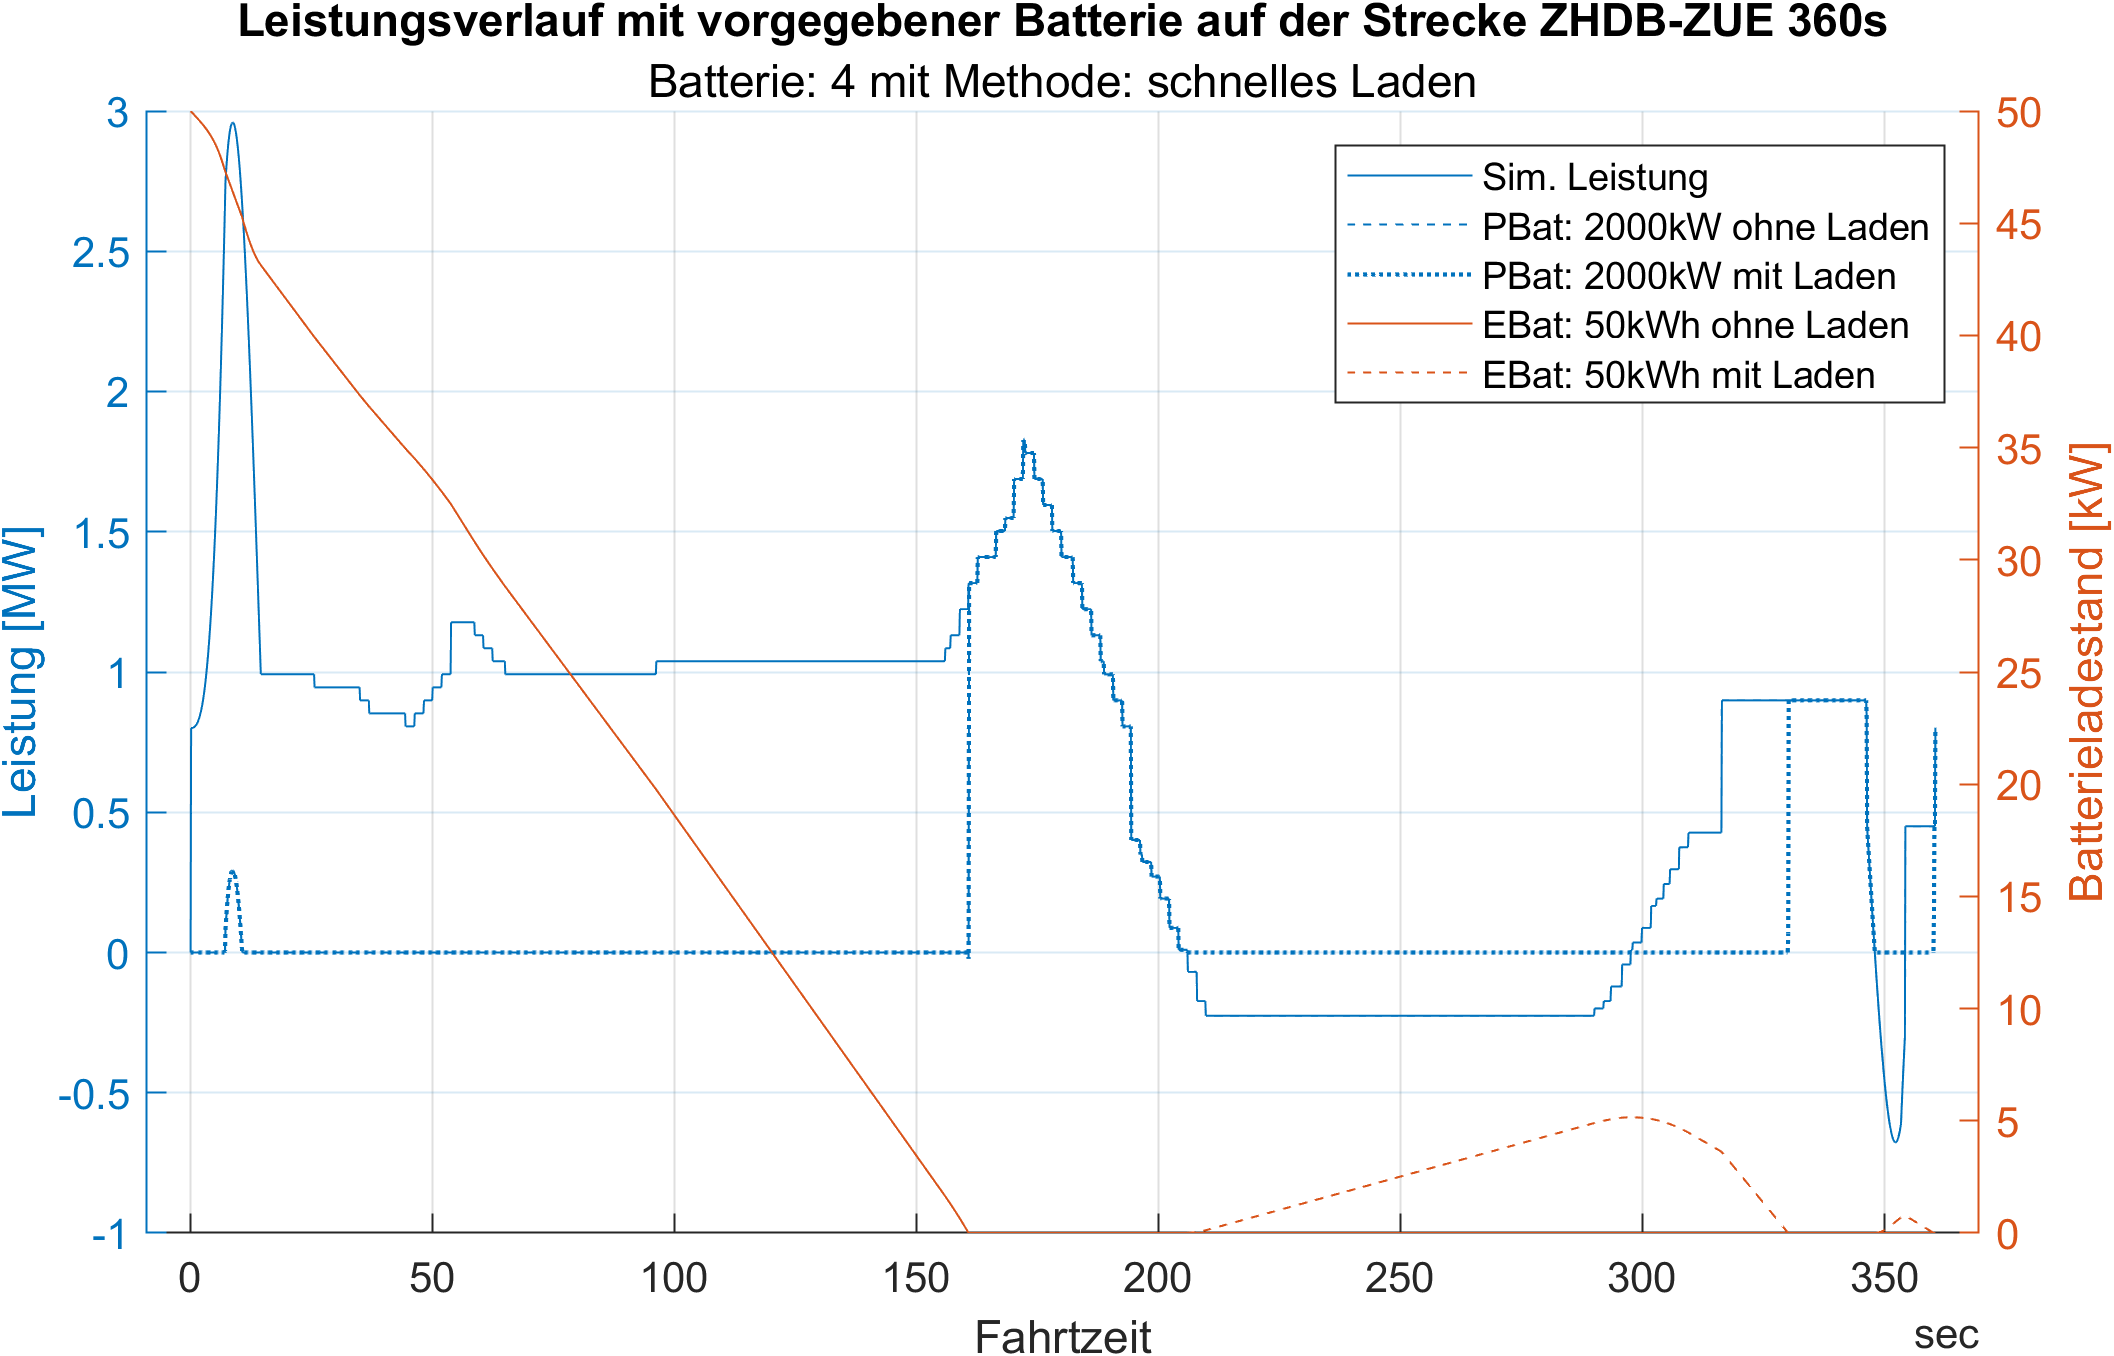 Leistungsverlauf mit vorgegebener Batterie auf der Strecke ZHDB-ZUE 360s
Batterie: 4 mit Methode: schnelles Laden
Leistung [MW]
3
2.5
2
1.5
1
0.5
0
-0.5
-1
Sim. Leistung
PBat: 2000kW ohne Laden
PBat: 2000kW mit Laden
EBat: 50kWh ohne Laden
EBat: 50kWh mit Laden
50
45
40
35
30
25
20
15
10
5
0
Batterieladestand [kW]
0 50 100 150 200 250 300 350
Fahrtzeit
sec